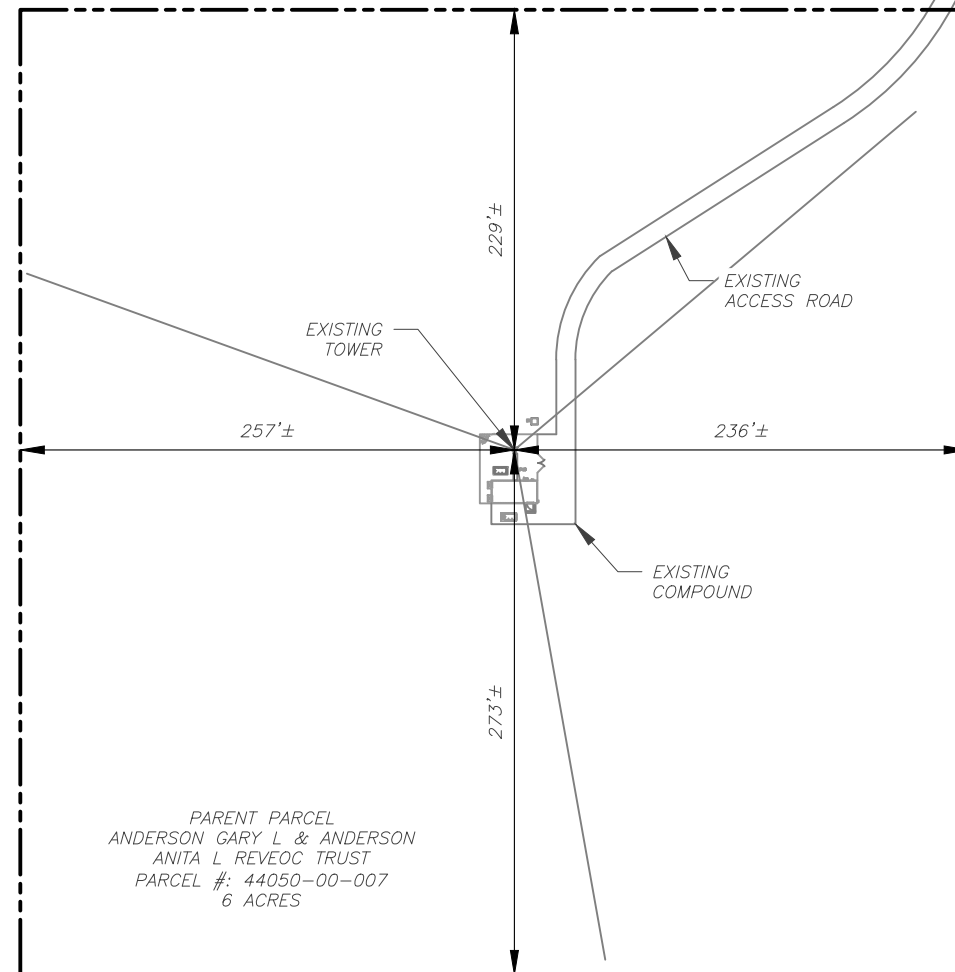 229'±
EXISTING
ACCESS ROAD
EXISTING
TOWER
257'±
236'±
EXISTING
COMPOUND
273'±
PARENT PARCEL
ANDERSON GARY L & ANDERSON
ANITA L REVEOC TRUST
PARCEL #: 44050-00-007
6 ACRES